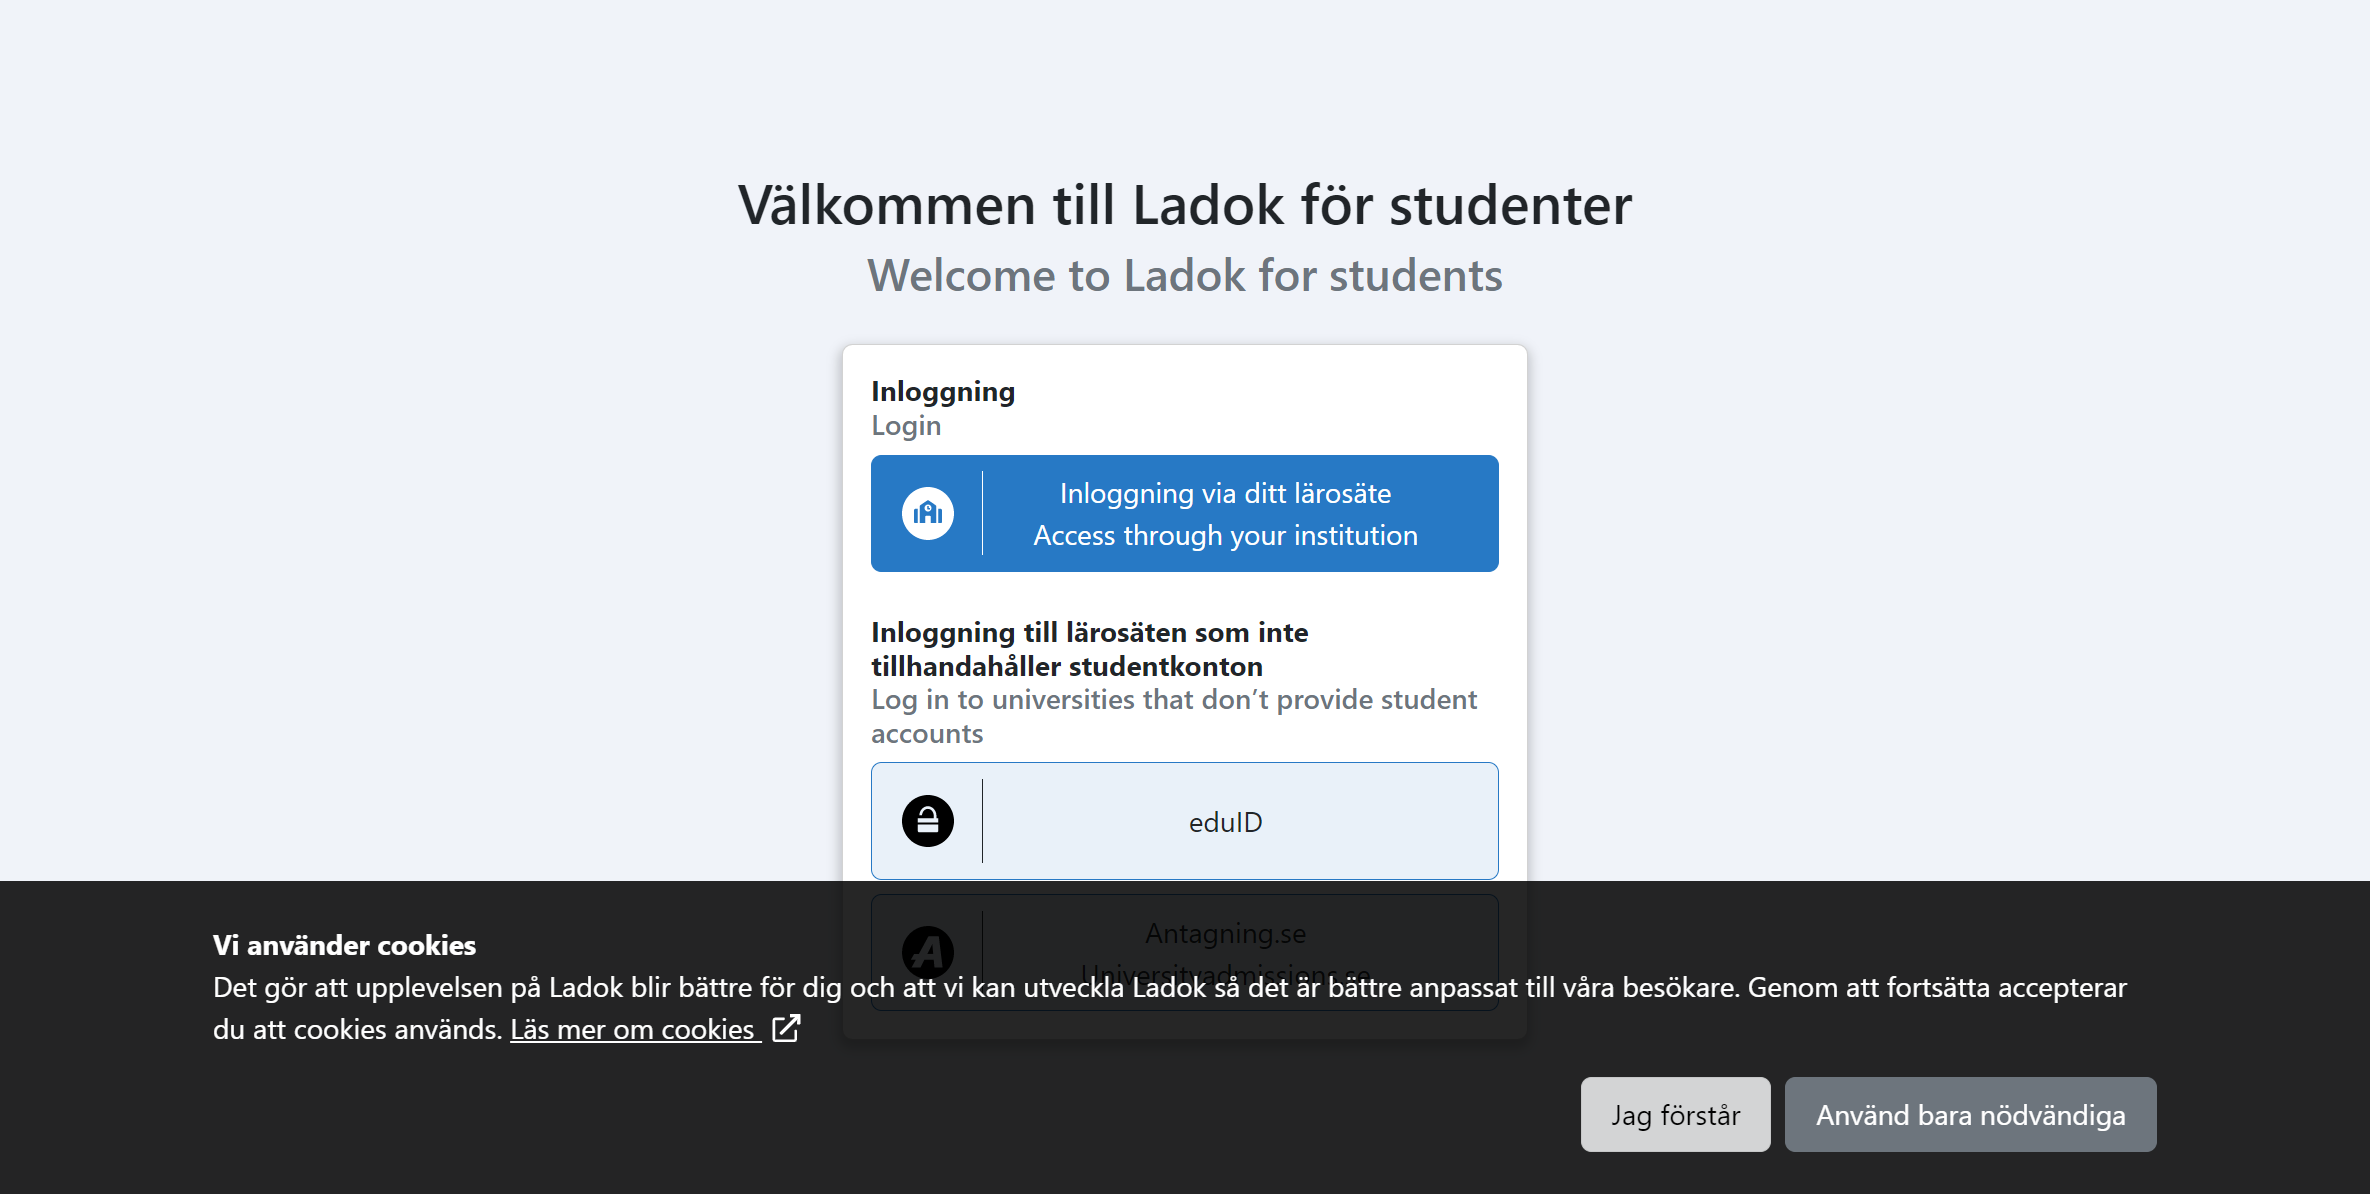 Välkommen till Ladok för studenter
Welcome to Ladok for students
Inloggning
Login
Inloggning via ditt lärosäte
Access through your institution
Inloggning till lärosäten som inte
tillhandahåller studentkonton
Log in to universities that don’t provide student
accounts
eduID
Antagning.se
Universityadmissions.se
Vi använder cookies
Det gör att upplevelsen på Ladok blir bättre för dig och att vi kan utveckla Ladok så det är bättre anpassat till våra besökare. Genom att fortsätta accepterar
du att cookies används. Läs mer om cookies
Jag förstår
Använd bara nödvändiga